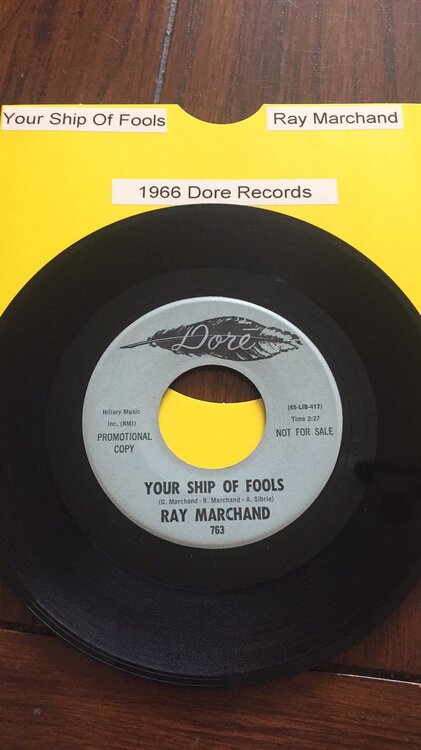 Your Ship Of Fools
Ray Marchand
1966 Dore Records
Doré
Hillary Music
Inc. (BMI)
PROMOTIONAL
COPY
(45-LJB-417)
Time 2:27
NOT FOR SALE
YOUR SHIP OF FOOLS
(G. Marchand - R. Marchand - A. Sibrie)
RAY MARCHAND
763